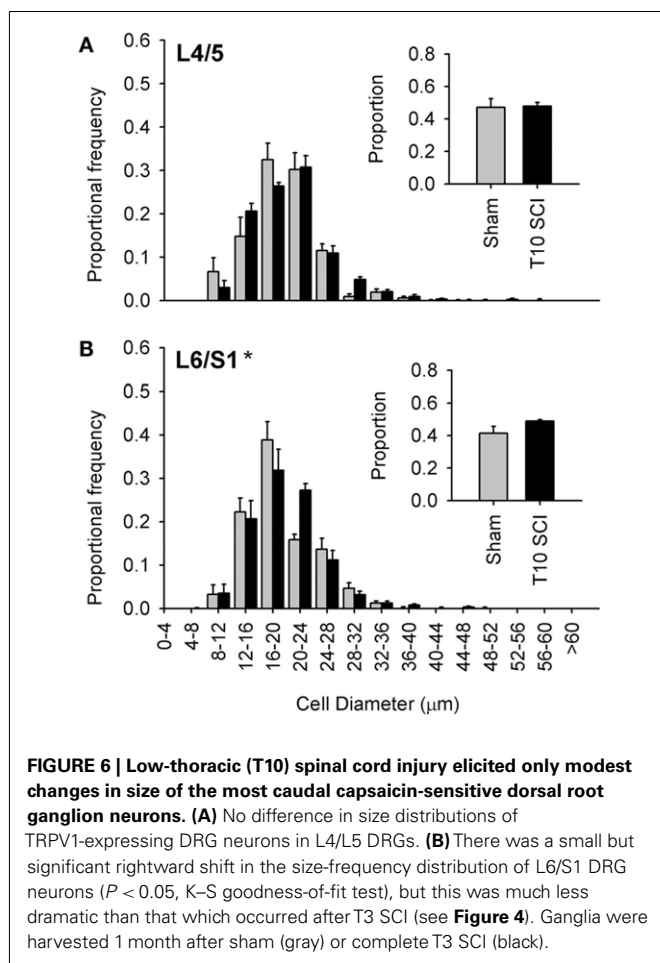 A
L4/5
Proportional frequency
0.6
0.5
0.4
0.3
0.2
0.1
0.0
Proportion
0.8
0.6
0.4
0.2
0.0
Sham
T10 SCI
B
L6/S1 *
Proportional frequency
0.6
0.5
0.4
0.3
0.2
0.1
0.0
Proportion
0.8
0.6
0.4
0.2
0.0
Sham
T10 SCI
0-4
4-8
8-12
12-16
16-20
20-24
24-28
28-32
32-36
36-40
40-44
44-48
48-52
52-56
56-60
>60
Cell Diameter (μm)
FIGURE 6 | Low-thoracic (T10) spinal cord injury elicited only modest
changes in size of the most caudal capsaicin-sensitive dorsal root
ganglion neurons. (A) No difference in size distributions of
TRPV1-expressing DRG neurons in L4/L5 DRGs. (B) There was a small but
significant rightward shift in the size-frequency distribution of L6/S1 DRG
neurons (P < 0.05, K–S goodness-of-fit test), but this was much less
dramatic than that which occurred after T3 SCI (see Figure 4). Ganglia were
harvested 1 month after sham (gray) or complete T3 SCI (black).